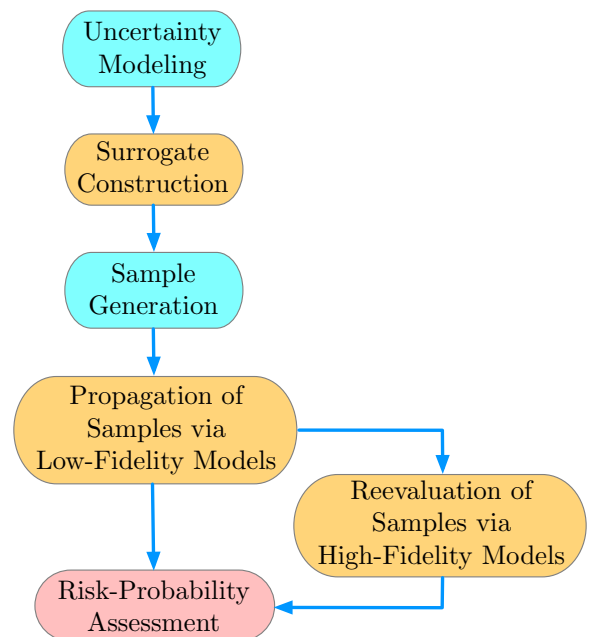 Uncertainty
Modeling
Surrogate
Construction
Sample
Generation
Propagation of
Samples via
Low-Fidelity Models
Reevaluation of
Samples via
High-Fidelity Models
Risk-Probability
Assessment